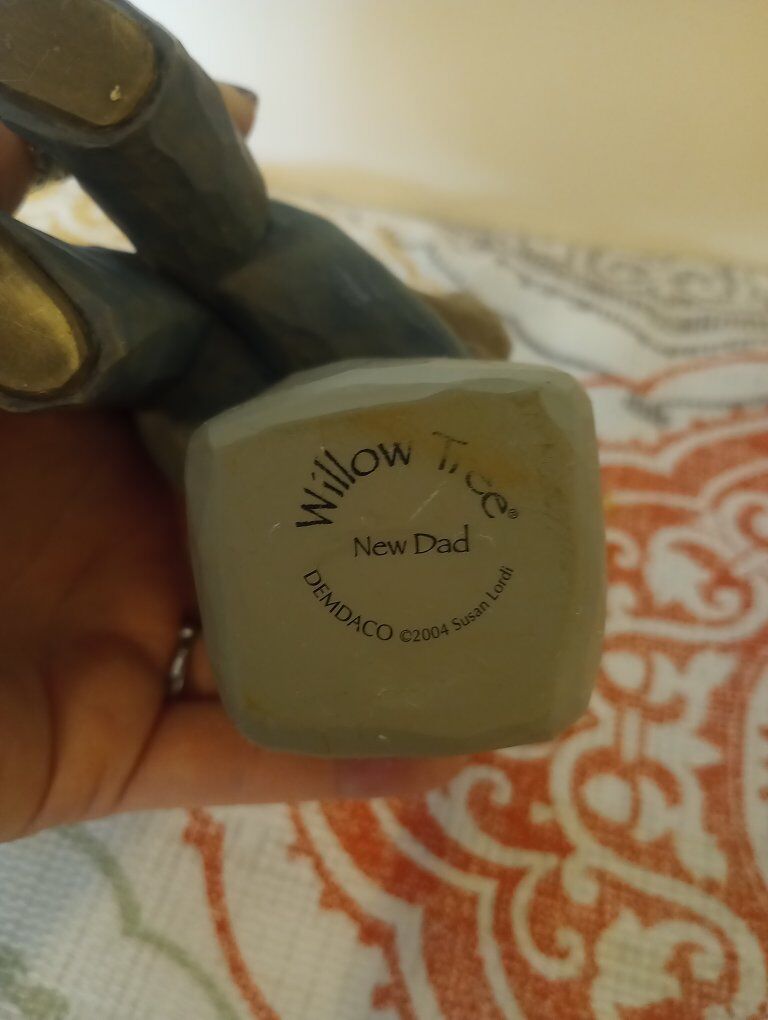 Willow Tree®
New Dad
DEMDACO ©2004 Susan Lordi